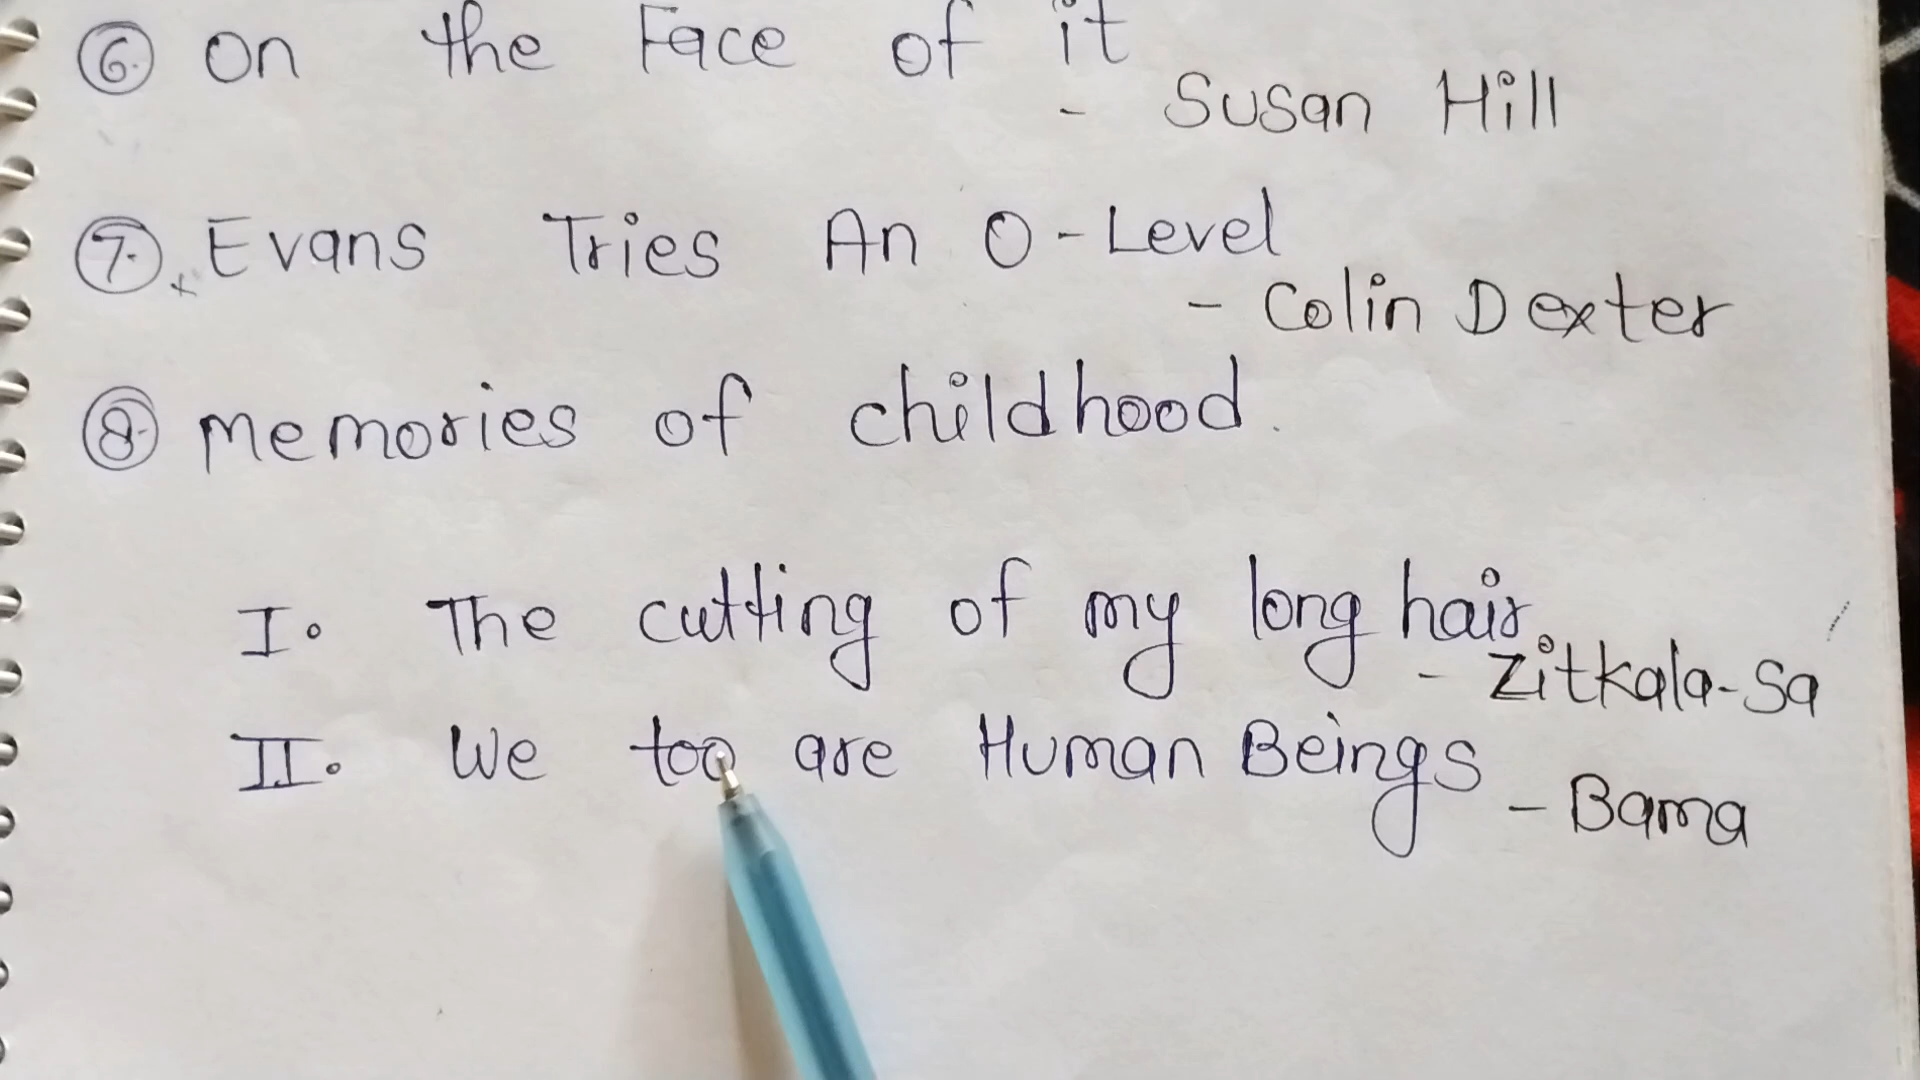 6. On the Face of it
- Susan Hill
7. Evans Tries An O-Level
- Colin Dexter
8. Memories of childhood.
I. The cutting of my long hair.
- Zitkala-Sa
II. We too are Human Beings
- Bama